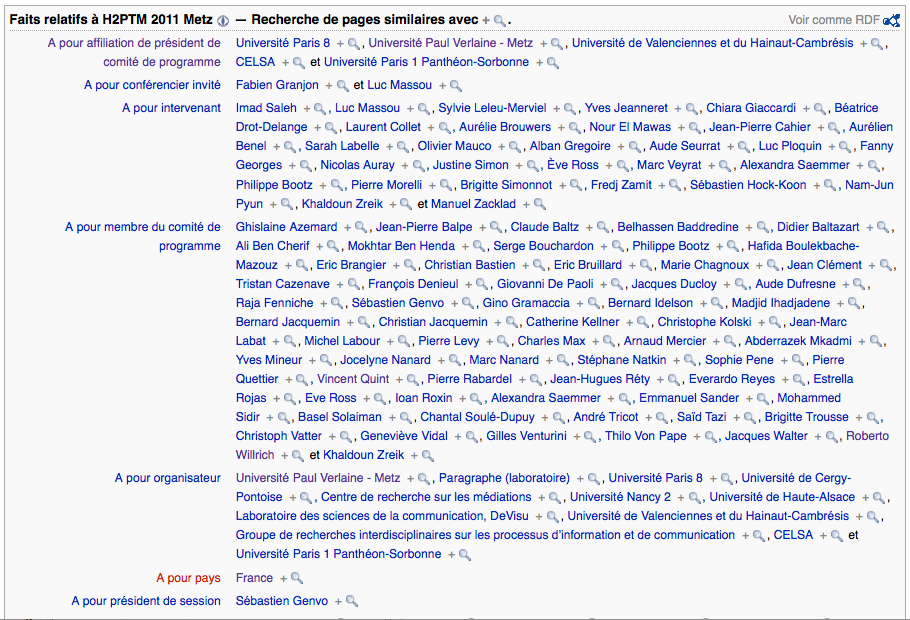 Faits relatifs à H2PTM 2011 Metz — Recherche de pages similaires avec + . Voir comme RDF
A pour affiliation de président de comité de programme
Université Paris 8 + , Université Paul Verlaine - Metz + , Université de Valenciennes et du Hainaut-Cambrésis + ,
CELSA + et Université Paris 1 Panthéon-Sorbonne +
A pour conférencier invité Fabien Granjon + et Luc Massou +
A pour intervenant Imad Saleh + , Luc Massou + , Sylvie Leleu-Merviel + , Yves Jeanneret + , Chiara Giaccardi + , Béatrice
Drot-Delange + , Laurent Collet + , Aurélie Brouwers + , Nour El Mawas + , Jean-Pierre Cahier + , Aurélien
Benel + , Sarah Labelle + , Olivier Mauco + , Alban Gregoire + , Aude Seurrat + , Luc Ploquin + , Fanny
Georges + , Nicolas Auray + , Justine Simon + , Ève Ross + , Marc Veyrat + , Alexandra Saemmer + ,
Philippe Bootz + , Pierre Morelli + , Brigitte Simonnot + , Fredj Zamit + , Sébastien Hock-Koon + , Nam-Jun
Pyun + , Khaldoun Zreik + et Manuel Zacklad +
A pour membre du comité de programme
Ghislaine Azemard + , Jean-Pierre Balpe + , Claude Baltz + , Belhassen Baddredine + , Didier Baltazart + ,
Ali Ben Cherif + , Mokhtar Ben Henda + , Serge Bouchardon + , Philippe Bootz + , Hafida Boulekbache-
Mazouz + , Eric Brangier + , Christian Bastien + , Eric Bruillard + , Marie Chagnoux + , Jean Clément + ,
Tristan Cazenave + , François Denieul + , Giovanni De Paoli + , Jacques Ducloy + , Aude Dufresne + ,
Raja Fenniche + , Sébastien Genvo + , Gino Gramaccia + , Bernard Idelson + , Madjid Ihadjadene + ,
Bernard Jacquemin + , Christian Jacquemin + , Catherine Kellner + , Christophe Kolski + , Jean-Marc
Labat + , Michel Labour + , Pierre Levy + , Charles Max + , Arnaud Mercier + , Abderrazek Mkadmi + ,
Yves Mineur + , Jocelyne Nanard + , Marc Nanard + , Stéphane Natkin + , Sophie Pene + , Pierre
Quettier + , Vincent Quint + , Pierre Rabardel + , Jean-Hugues Réty + , Everardo Reyes + , Estrella
Rojas + , Eve Ross + , Ioan Roxin + , Alexandra Saemmer + , Emmanuel Sander + , Mohammed
Sidir + , Basel Solaiman + , Chantal Soulé-Dupuy + , André Tricot + , Saïd Tazi + , Brigitte Trousse + ,
Christoph Vatter + , Geneviève Vidal + , Gilles Venturini + , Thilo Von Pape + , Jacques Walter + , Roberto
Willrich + et Khaldoun Zreik +
A pour organisateur Université Paul Verlaine - Metz + , Paragraphe (laboratoire) + , Université Paris 8 + , Université de Cergy-
Pontoise + , Centre de recherche sur les médiations + , Université Nancy 2 + , Université de Haute-Alsace + ,
Laboratoire des sciences de la communication, DeVisu + , Université de Valenciennes et du Hainaut-Cambrésis + ,
Groupe de recherches interdisciplinaires sur les processus d'information et de communication + , CELSA + et
Université Paris 1 Panthéon-Sorbonne +
A pour pays France +
A pour président de session Sébastien Genvo +